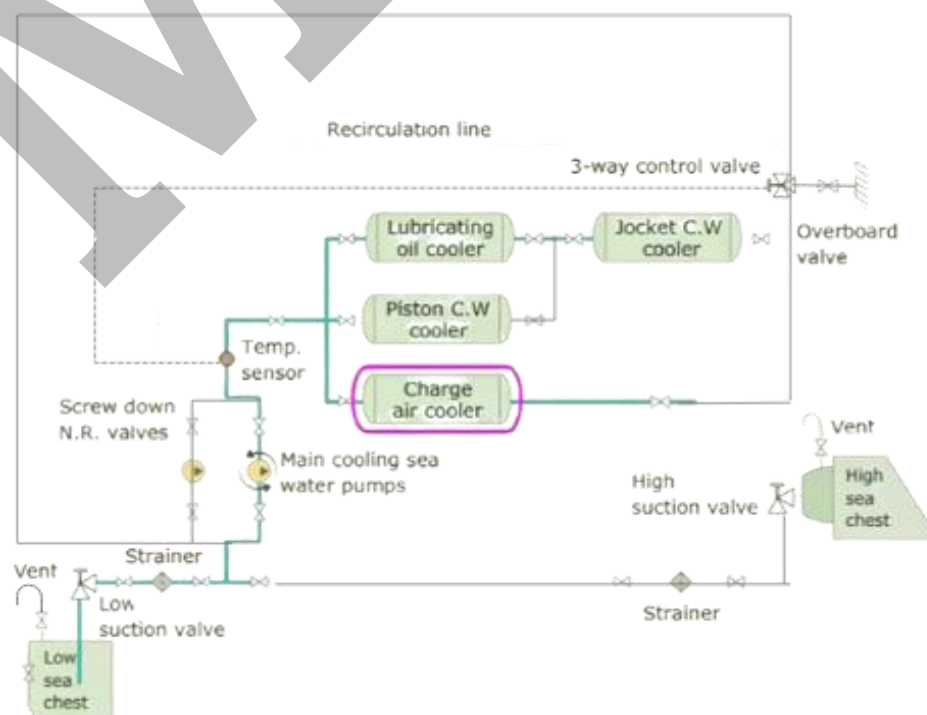 Recirculation line
3-way control valve
Lubricating
oil cooler
Jocket C.W
cooler
Overboard
valve
Piston C.W
cooler
Temp.
sensor
Charge
air cooler
Screw down
N.R. valves
Main cooling sea
water pumps
Vent
High
suction valve
High
sea
chest
Strainer
Vent
Low
suction valve
Strainer
Low
sea
chest